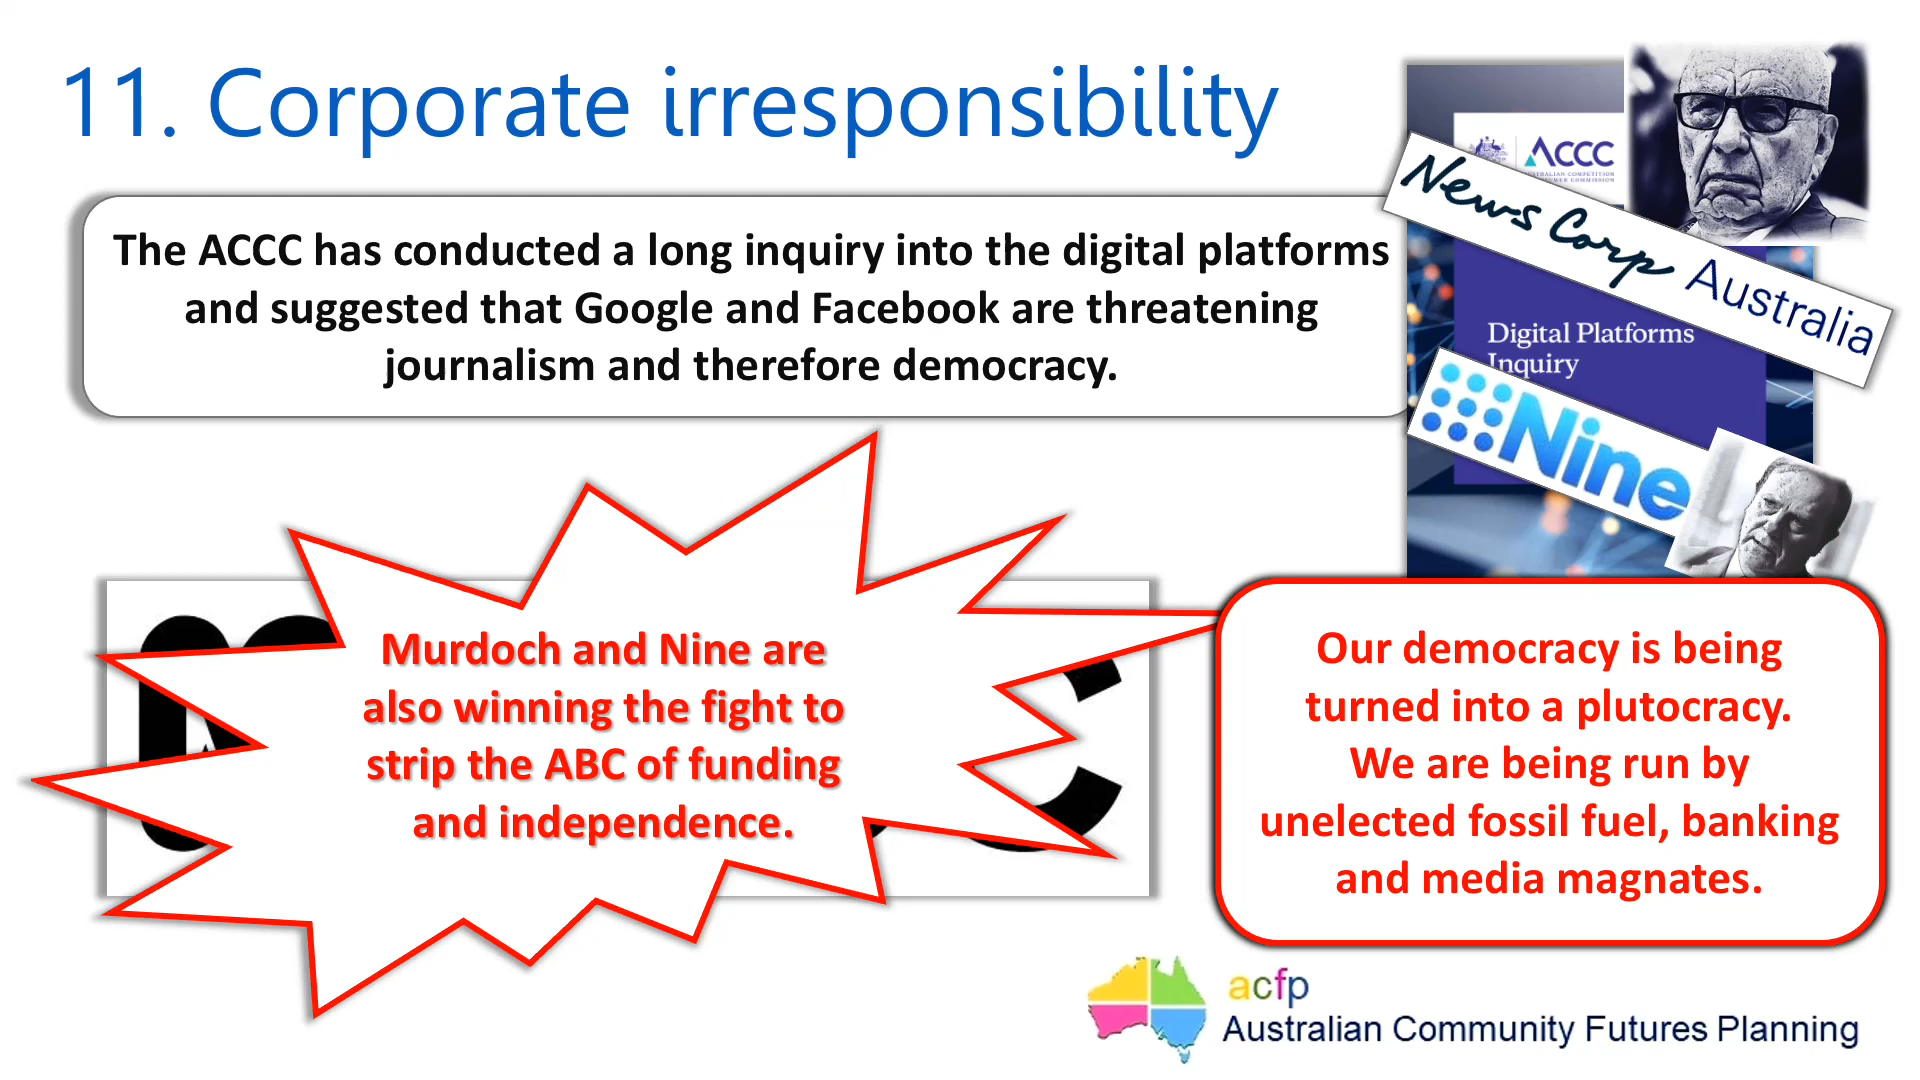 11. Corporate irresponsibility
The ACCC has conducted a long inquiry into the digital platforms
and suggested that Google and Facebook are threatening
journalism and therefore democracy.
ACCC
News Corp Australia
Digital Platforms
Inquiry
Nine
Murdoch and Nine are
also winning the fight to
strip the ABC of funding
and independence.
Our democracy is being
turned into a plutocracy.
We are being run by
unelected fossil fuel, banking
and media magnates.
acfp
Australian Community Futures Planning